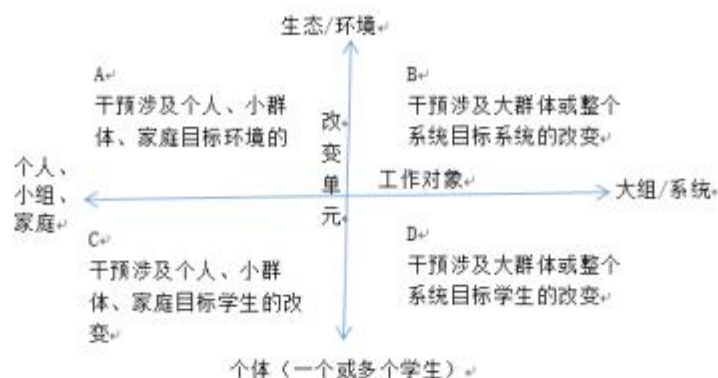 生态/环境↵
A↵
干预涉及个人、小群
体、家庭目标环境的
B↵
干预涉及大群体或整个
系统目标系统的改变↵
改↵
变
单
元↵
个人、
小组、
家庭↵
工作对象↵
大组/系统↵
C↵
干预涉及个人、小群
体、家庭目标学生的改
变↵
D↵
干预涉及大群体或整个
系统目标学生的改变↵
个体（一个或多个学生）↵